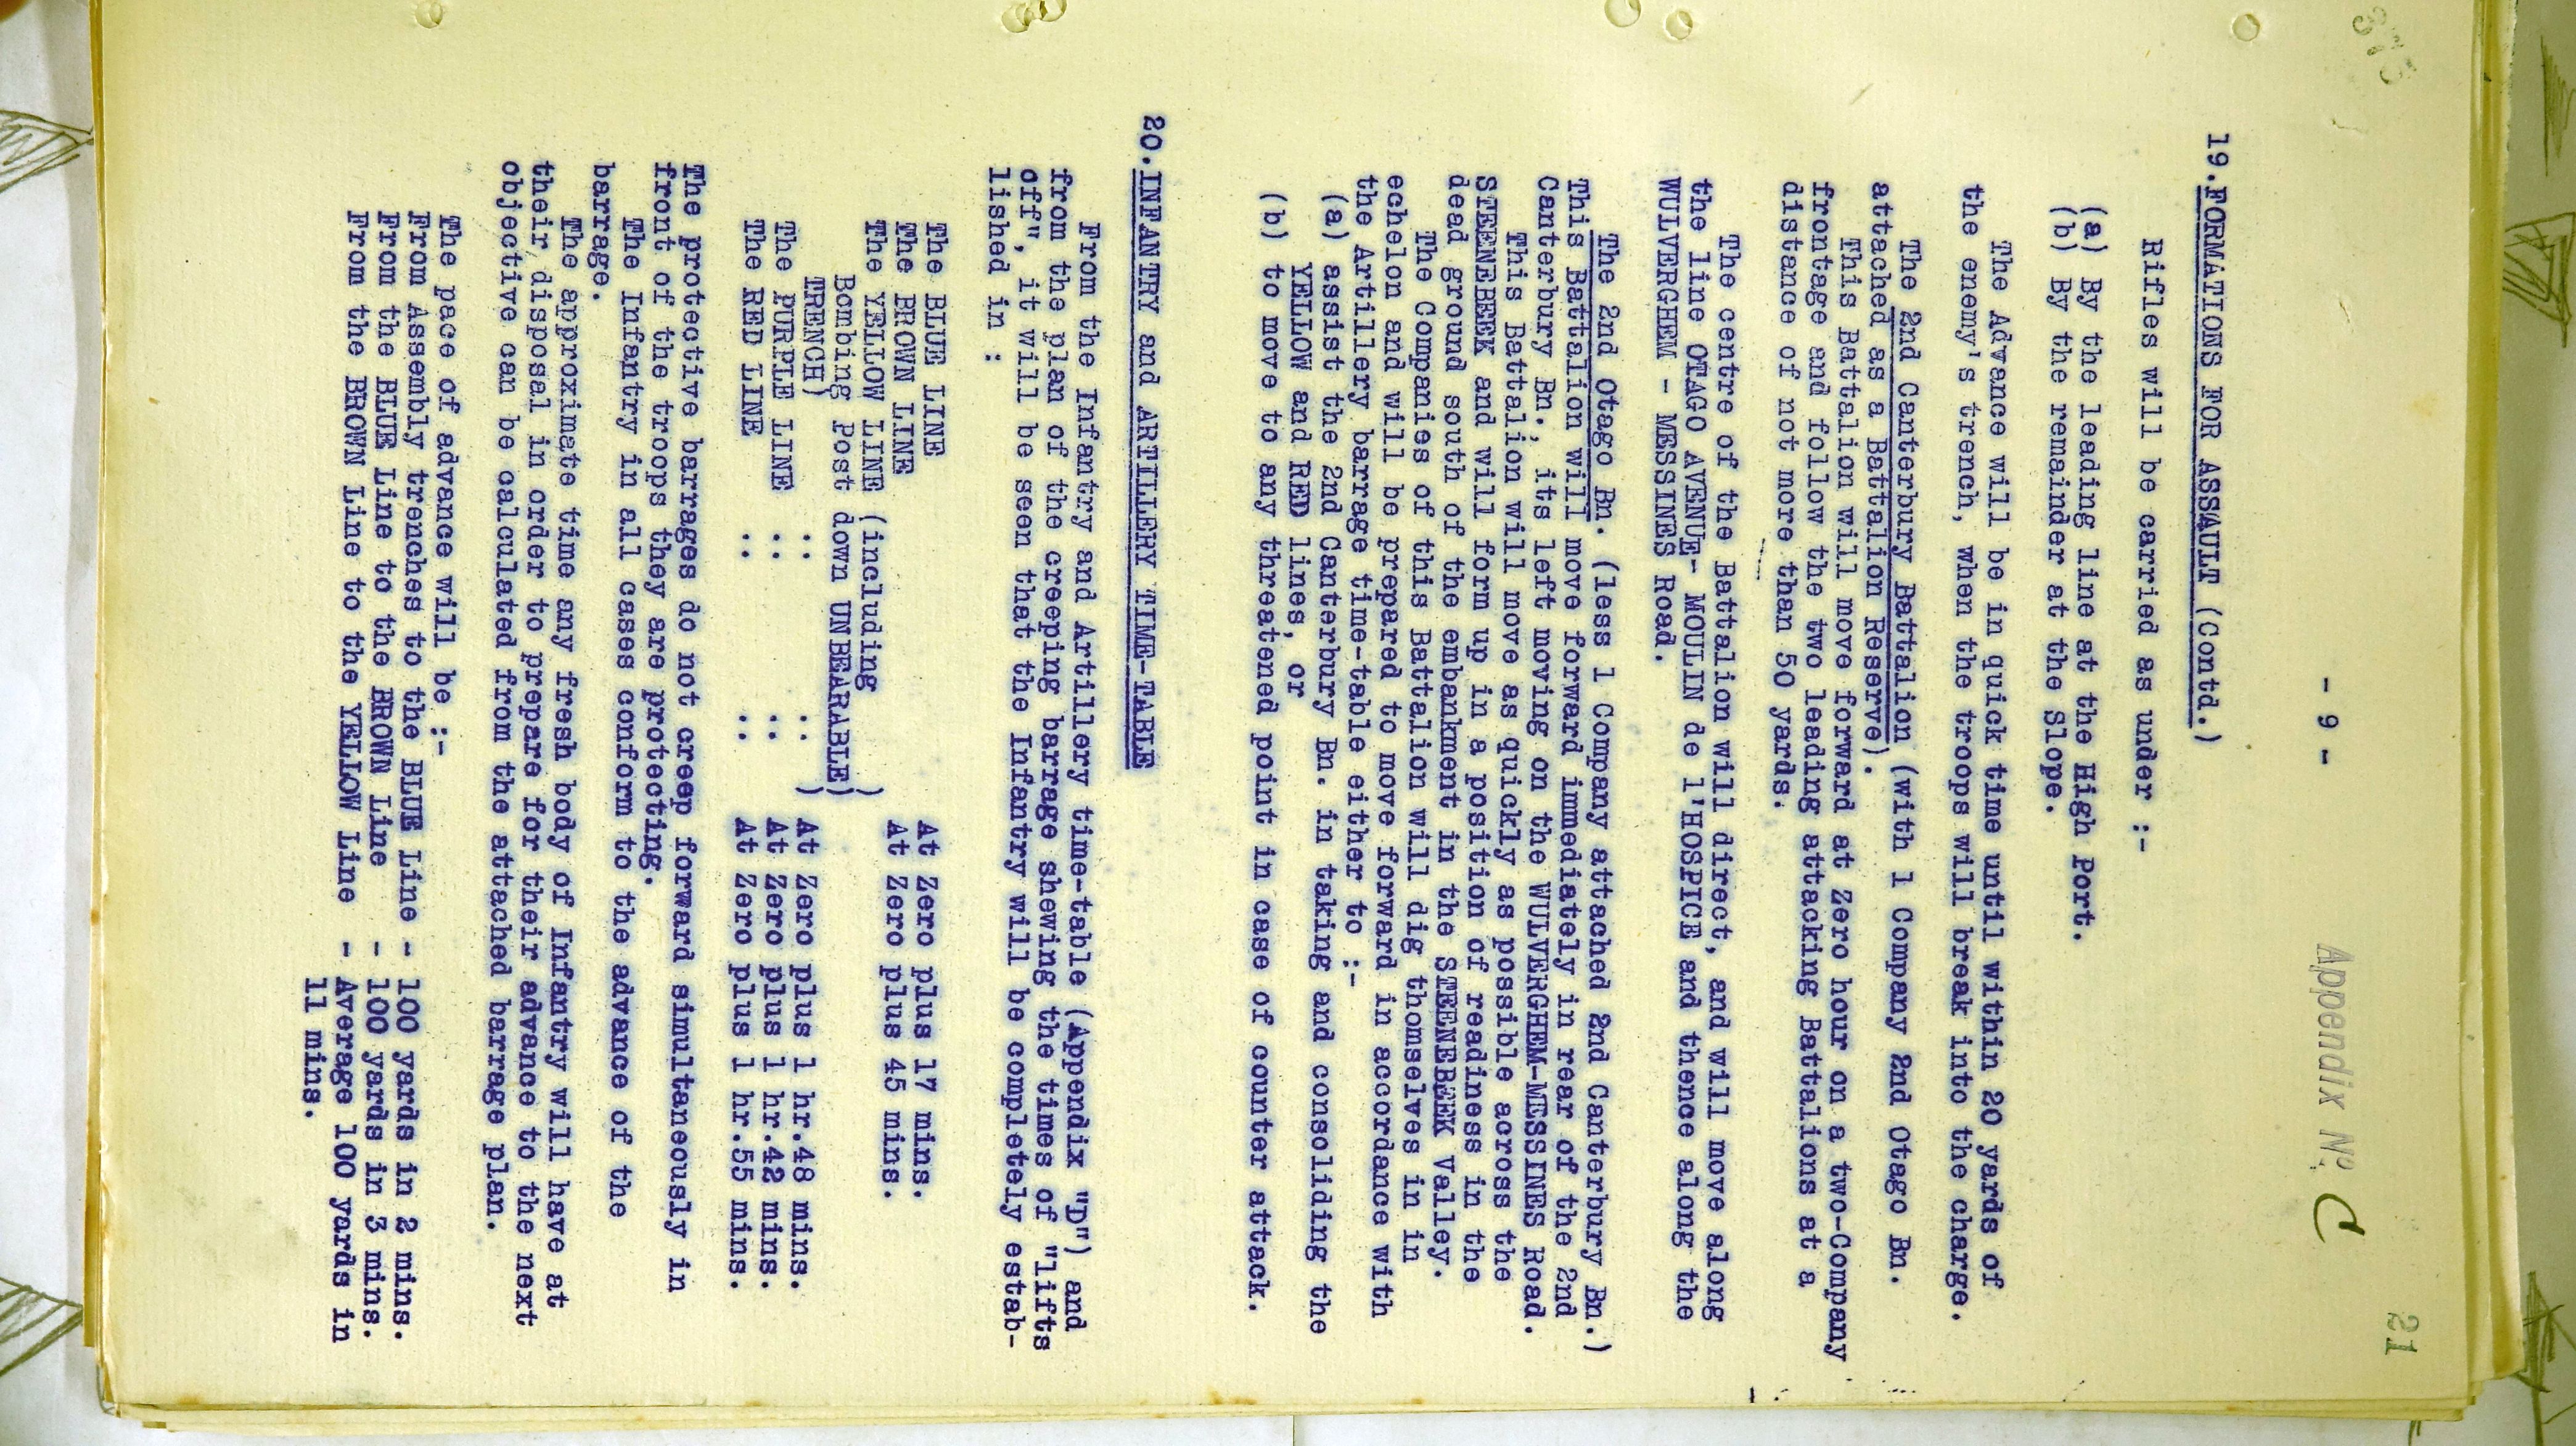 - 9 -
Appendix No. C
21
375
19.FORMATIONS FOR ASSAULT (Contd.)
Rifles will be carried as under :-
(a) By the leading line at the High Port.
(b) By the remainder at the Slope.
The Advance will be in quick time until within 20 yards of
the enemy's trench, when the troops will break into the charge.
The 2nd Canterbury Battalion (with 1 Company 2nd Otago Bn.
attached as a Battalion Reserve).
This Battalion will move forward at Zero hour on a two-Company
frontage and follow the two leading attacking Battalions at a
distance of not more than 50 yards.
The centre of the Battalion will direct, and will move along
the line OTAGO AVENUE- MOULIN de l'HOSPICE and thence along the
WULVERGHEM - MESSINES Road.
The 2nd Otago Bn. (less 1 Company attached 2nd Canterbury Bn.)
This Battalion will move forward immediately in rear of the 2nd
Canterbury Bn., its left moving on the WULVERGHEM-MESSINES Road.
This Battalion will move as quickly as possible across the
STEENEBEEK and will form up in a position of readiness in the
dead ground south of the embankment in the STEENEBEEK Valley.
The Companies of this Battalion will dig thomselves in in
echelon and will be prepared to move forward in accordance with
the Artillery barrage time-table either to :-
(a) assist the 2nd Canterbury Bn. in taking and consoliding the
YELLOW and RED lines, or
(b) to move to any threatened point in case of counter attack.
20.INFANTRY and ARTILLERY TIME-TABLE
From the Infantry and Artillery time-table (Appendix "D") and
from the plan of the creeping barrage shewing the times of "lifts
off", it will be seen that the Infantry will be completely estab-
lished in :
The BLUE LINE At Zero plus 17 mins.
The BROWN LINE At Zero plus 45 mins.
The YELLOW LINE (including )
Bombing Post down UNBEARABLE)
TRENCH) .. .. ) At Zero plus 1 hr.48 mins.
The PURPLE LINE .. .. At Zero plus 1 hr.42 mins.
The RED LINE .. .. At Zero plus 1 hr.55 mins.
The protective barrages do not creep forward simultaneously in
front of the troops they are protecting.
The Infantry in all cases conform to the advance of the
barrage.
The approximate time any fresh body of Infantry will have at
their disposal in order to prepare for their advance to the next
objective can be calculated from the attached barrage plan.
The pace of advance will be :-
From Assembly trenches to the BLUE Line - 100 yards in 2 mins.
From the BLUE Line to the BROWN Line - 100 yards in 3 mins.
From the BROWN Line to the YELLOW Line - Average 100 yards in
11 mins.